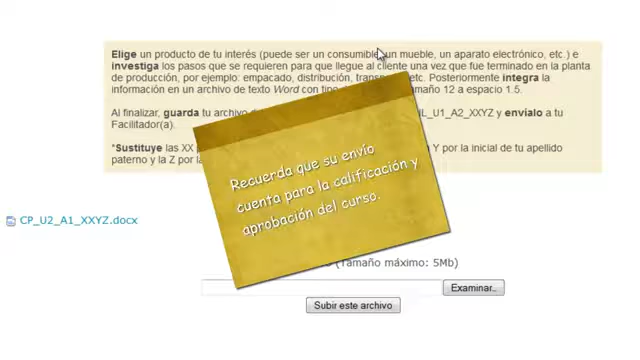 Elige un producto de tu interés (puede ser un consumible, un mueble, un aparato electrónico, etc.) e
investiga los pasos que se requieren para que llegue al cliente una vez que fue terminado en la planta
de producción, por ejemplo: empacado, distribución, etc. Posteriormente integra la
información en un archivo de texto Word con tamaño 12 a espacio 1.5.
Al finalizar, guarda tu archivo _U1_A2_XXYZ y envíalo a tu
Facilitador(a).
*Sustituye las XX Y por la inicial de tu apellido
paterno y la Z por la
Recuerda que su envío
cuenta para la calificación y
aprobación del curso.
CP_U2_A1_XXYZ.docx
(Tamaño máximo: 5Mb)
Examinar...
Subir este archivo